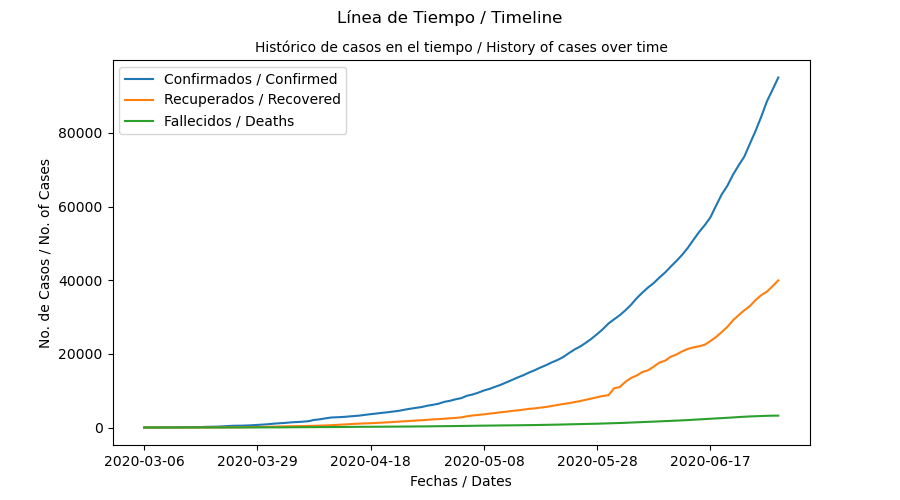 Línea de Tiempo / Timeline
Histórico de casos en el tiempo / History of cases over time
Confirmados / Confirmed
Recuperados / Recovered
Fallecidos / Deaths
No. de Casos / No. of Cases
80000
60000
40000
20000
0
2020-03-06 2020-03-29 2020-04-18 2020-05-08 2020-05-28 2020-06-17
Fechas / Dates